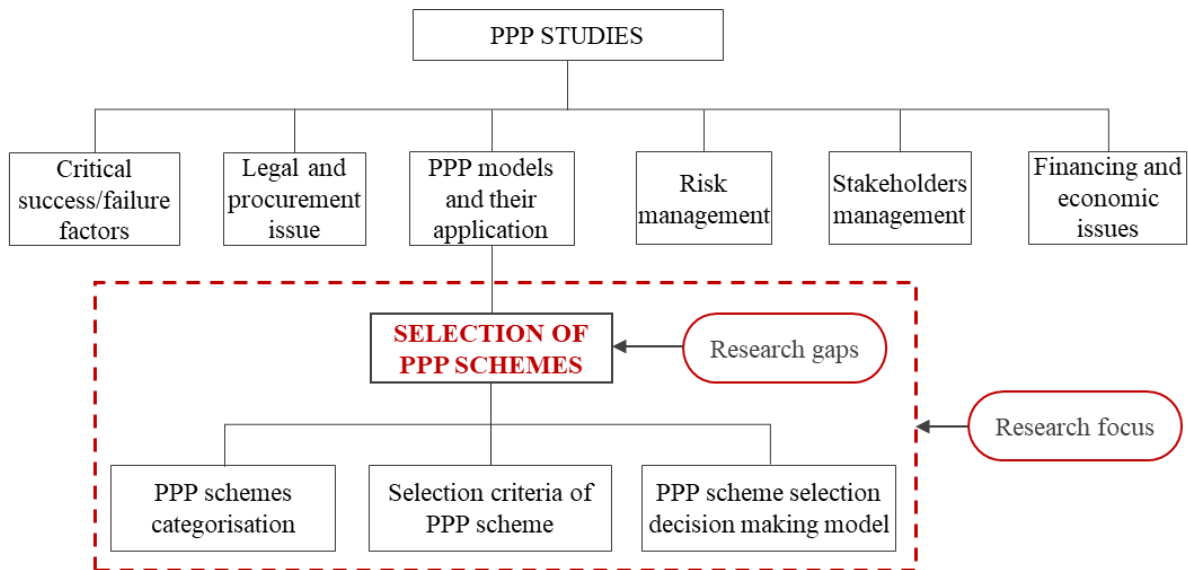 PPP STUDIES
Critical
success/failure
factors
Legal and
procurement
issue
PPP models
and their
application
Risk
management
Stakeholders
management
Financing and
economic
issues
SELECTION OF
PPP SCHEMES
Research gaps
Research focus
PPP schemes
categorisation
Selection criteria of
PPP scheme
PPP scheme selection
decision making model